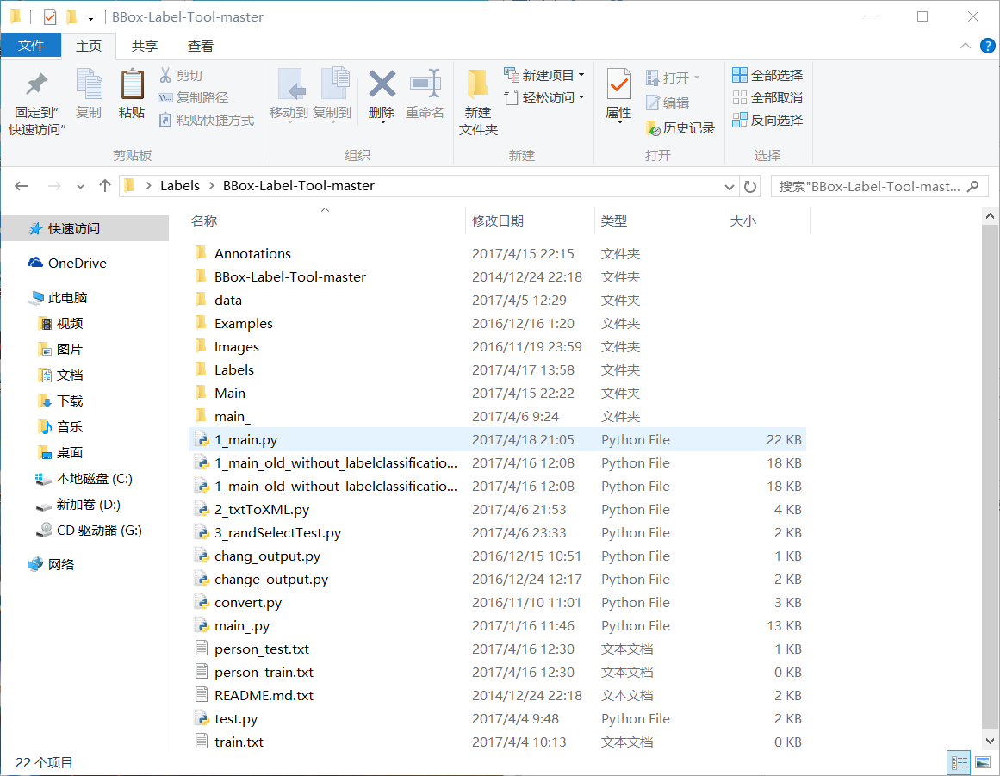 BBox-Label-Tool-master
文件 主页 共享 查看
固定到"快速访问"
复制
粘贴
剪切
复制路径
粘贴快捷方式
剪贴板
移动到
复制到
删除
重命名
组织
新建文件夹
新建项目
轻松访问
新建
属性
打开
编辑
历史记录
打开
全部选择
全部取消
反向选择
选择
Labels > BBox-Label-Tool-master
搜索"BBox-Label-Tool-mast...
快速访问
OneDrive
此电脑
视频
图片
文档
下载
音乐
桌面
本地磁盘 (C:)
新加卷 (D:)
CD 驱动器 (G:)
网络
名称 修改日期 类型 大小
Annotations 2017/4/15 22:15 文件夹
BBox-Label-Tool-master 2014/12/24 22:18 文件夹
data 2017/4/5 12:29 文件夹
Examples 2016/12/16 1:20 文件夹
Images 2016/11/19 23:59 文件夹
Labels 2017/4/17 13:58 文件夹
Main 2017/4/15 22:22 文件夹
main_ 2017/4/6 9:24 文件夹
1_main.py 2017/4/18 21:05 Python File 22 KB
1_main_old_without_labelclassificatio... 2017/4/16 12:08 Python File 18 KB
1_main_old_without_labelclassificatio... 2017/4/16 12:08 Python File 18 KB
2_txtToXML.py 2017/4/6 21:53 Python File 4 KB
3_randSelectTest.py 2017/4/6 23:33 Python File 2 KB
chang_output.py 2016/12/15 10:51 Python File 1 KB
change_output.py 2016/12/24 12:17 Python File 2 KB
convert.py 2016/11/10 11:01 Python File 3 KB
main_.py 2017/1/16 11:46 Python File 13 KB
person_test.txt 2017/4/16 12:30 文本文档 1 KB
person_train.txt 2017/4/16 12:30 文本文档 0 KB
README.md.txt 2014/12/24 22:18 文本文档 2 KB
test.py 2017/4/4 9:48 Python File 2 KB
train.txt 2017/4/4 10:13 文本文档 0 KB
22 个项目